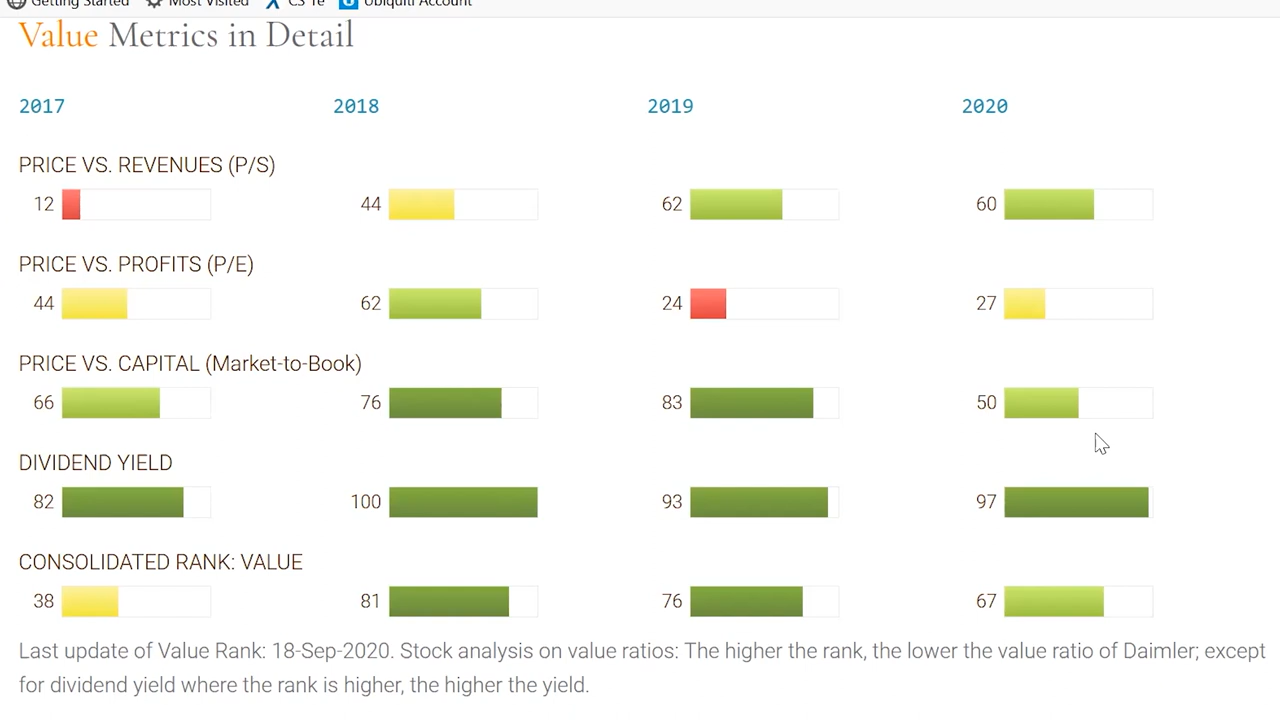 Getting Started Most Visited CS Te Ubiquiti Account
Value Metrics in Detail
2017 2018 2019 2020
PRICE VS. REVENUES (P/S)
12 44 62 60
PRICE VS. PROFITS (P/E)
44 62 24 27
PRICE VS. CAPITAL (Market-to-Book)
66 76 83 50
DIVIDEND YIELD
82 100 93 97
CONSOLIDATED RANK: VALUE
38 81 76 67
Last update of Value Rank: 18-Sep-2020. Stock analysis on value ratios: The higher the rank, the lower the value ratio of Daimler; except
for dividend yield where the rank is higher, the higher the yield.